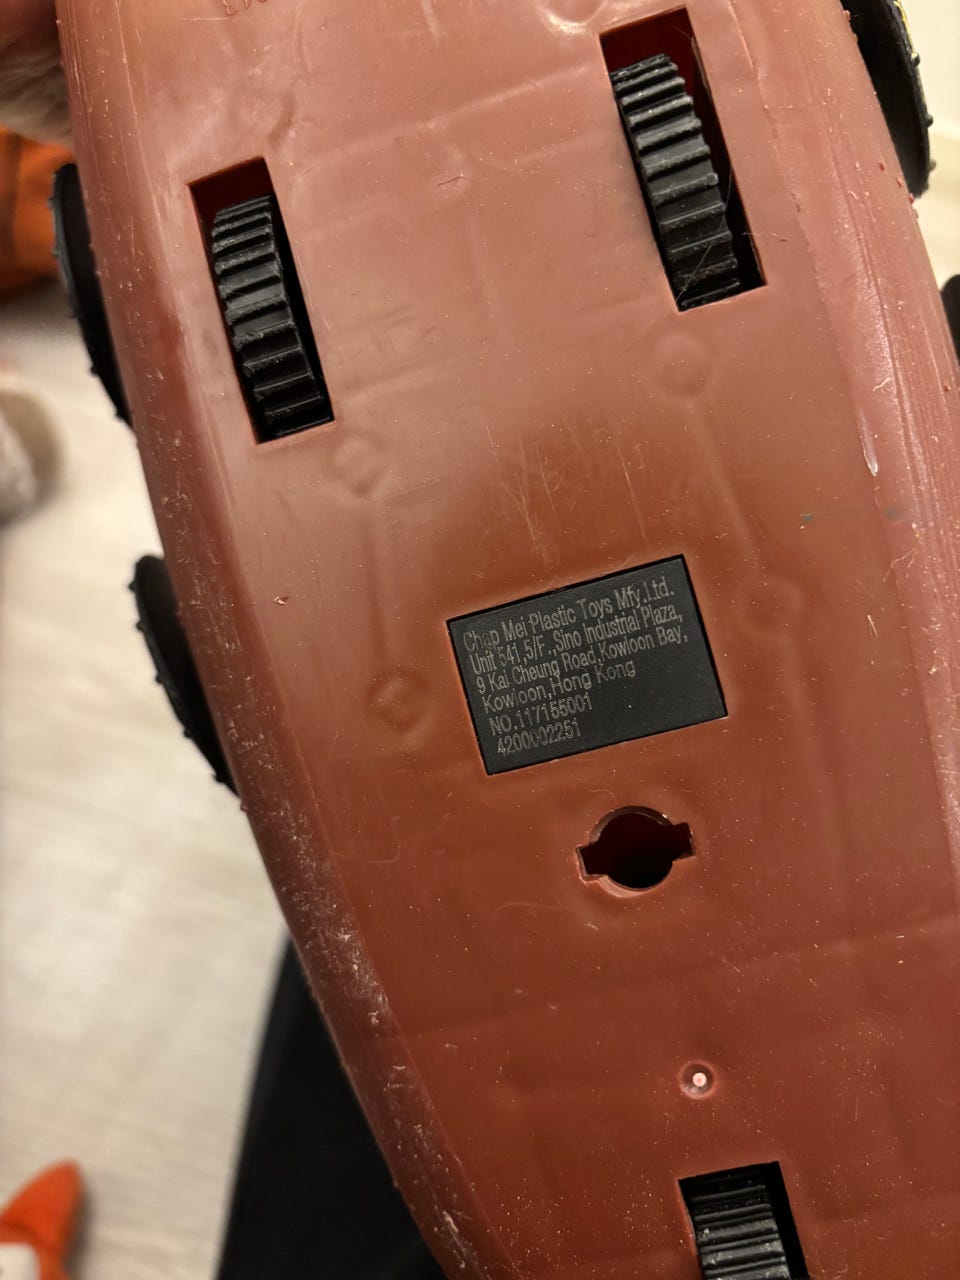 Chap Mei Plastic Toys Mfy.Ltd.
Unit 541,5/F.,Sino Industrial Plaza,
9 Kai Cheung Road,Kowloon Bay,
Kowloon,Hong Kong
NO.117155001
4200002251